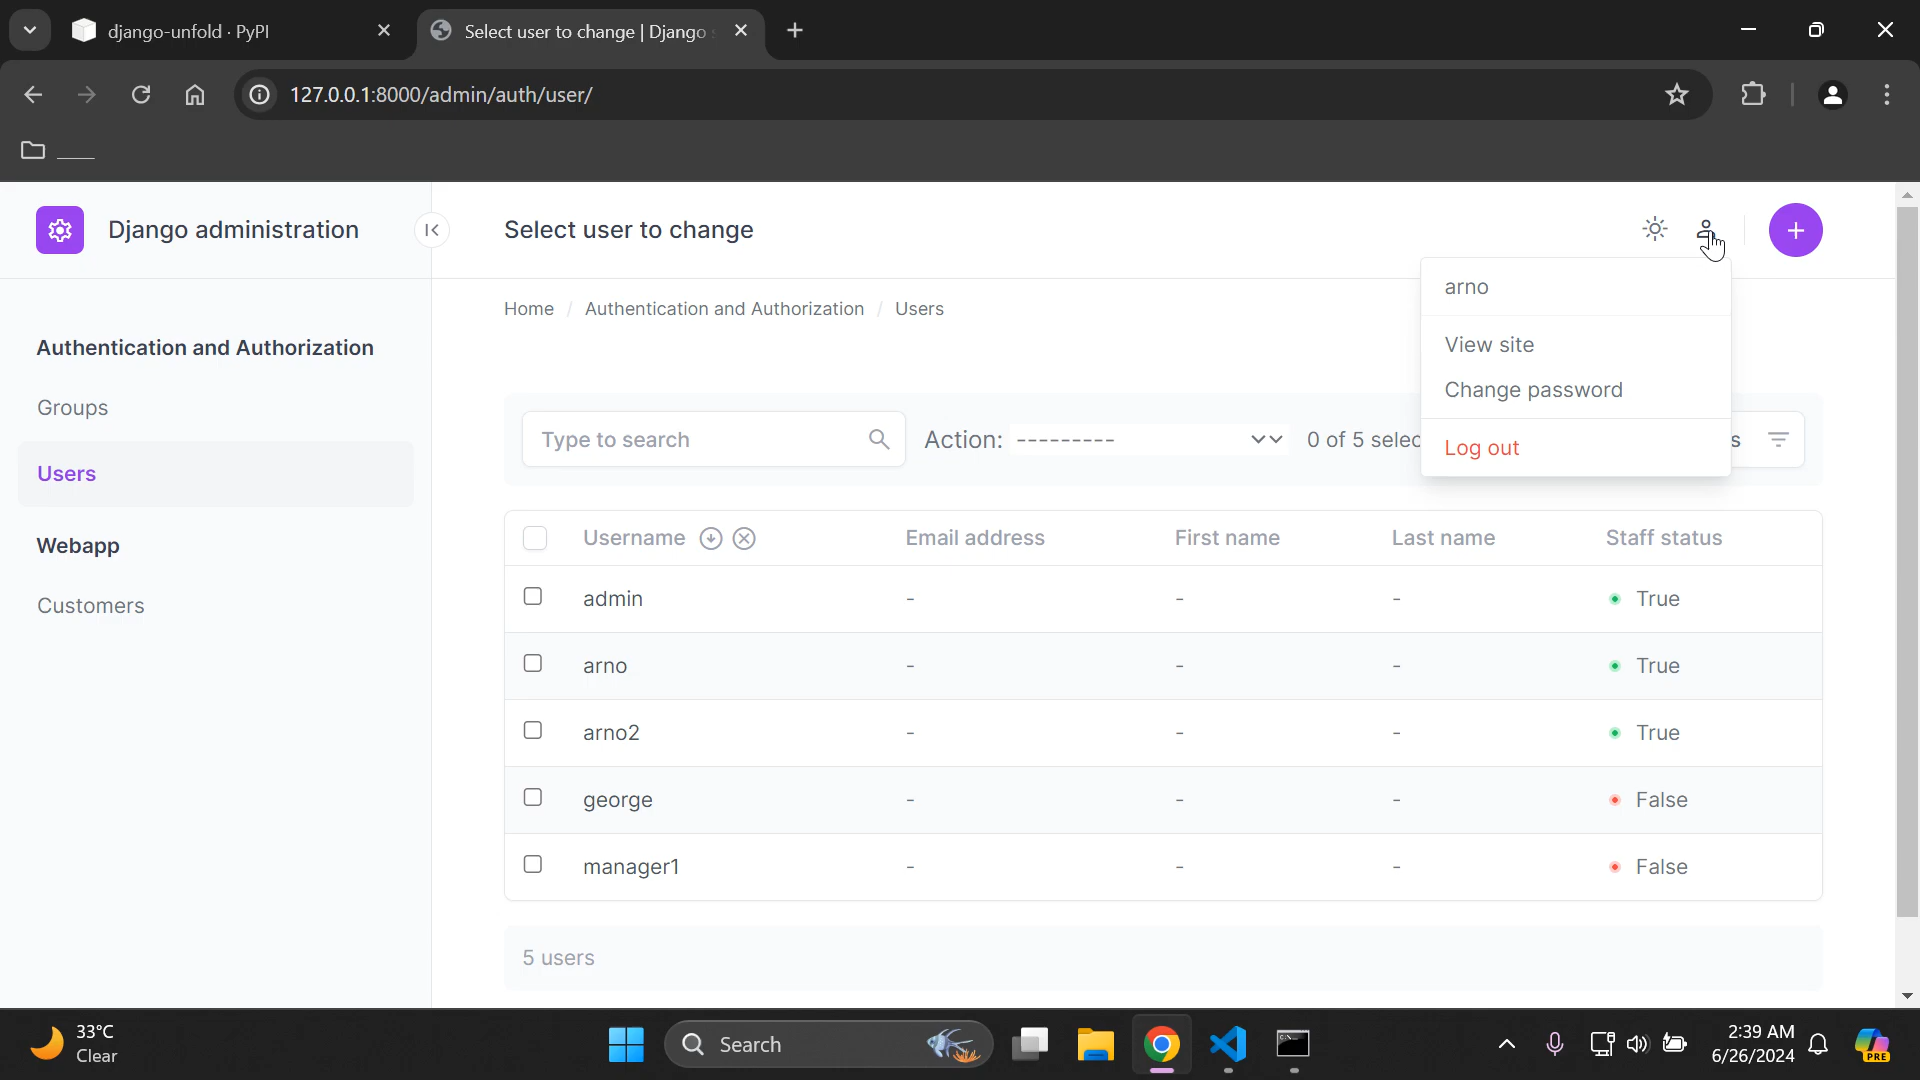 django-unfold · PyPI
Select user to change | Django
127.0.0.1:8000/admin/auth/user/
Django administration
Select user to change
arno
Home / Authentication and Authorization / Users
View site
Authentication and Authorization
Change password
Groups
Type to search
Action: ---------
0 of 5 selec
s
Log out
Users
Webapp
Username
Email address
First name
Last name
Staff status
Customers
admin - - - True
arno - - - True
arno2 - - - True
george - - - False
manager1 - - - False
5 users
33°C
Clear
Search
2:39 AM
6/26/2024
PRE